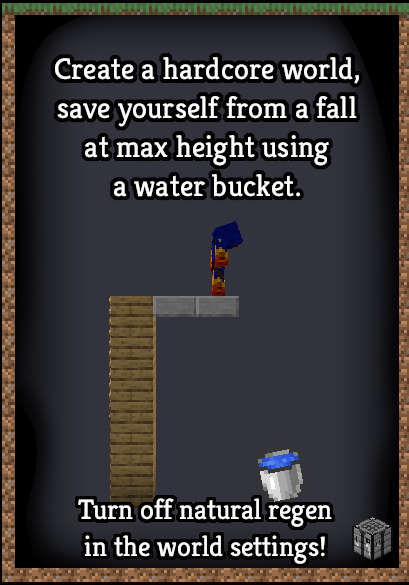 Create a hardcore world,
save yourself from a fall
at max height using
a water bucket.
Turn off natural regen
in the world settings!